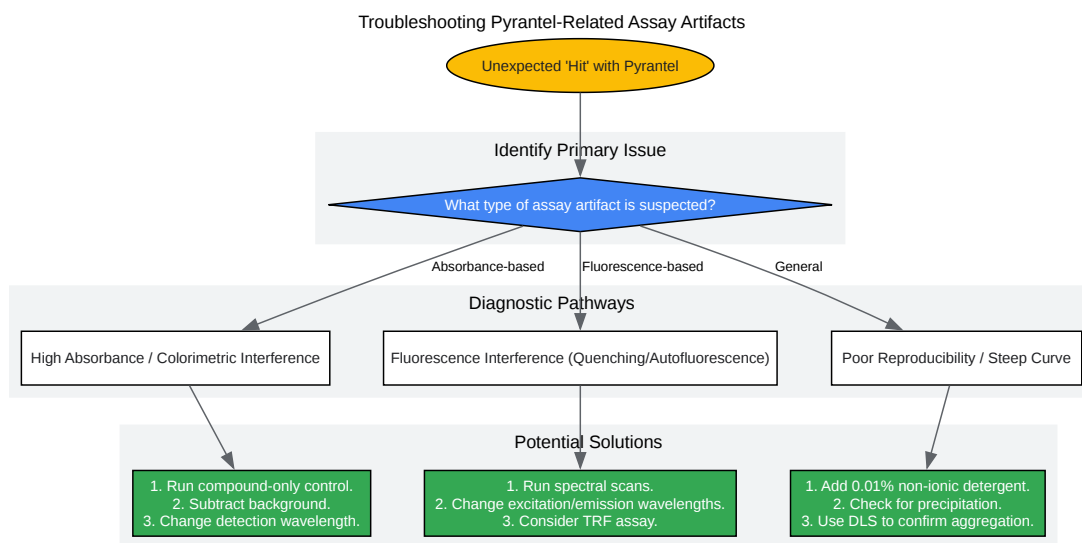 Troubleshooting Pyrantel-Related Assay Artifacts
Unexpected 'Hit' with Pyrantel
Identify Primary Issue
What type of assay artifact is suspected?
Absorbance-based
Fluorescence-based
General
Diagnostic Pathways
High Absorbance / Colorimetric Interference
Fluorescence Interference (Quenching/Autofluorescence)
Poor Reproducibility / Steep Curve
Potential Solutions
1. Run compound-only control.
2. Subtract background.
3. Change detection wavelength.
1. Run spectral scans.
2. Change excitation/emission wavelengths.
3. Consider TRF assay.
1. Add 0.01% non-ionic detergent.
2. Check for precipitation.
3. Use DLS to confirm aggregation.